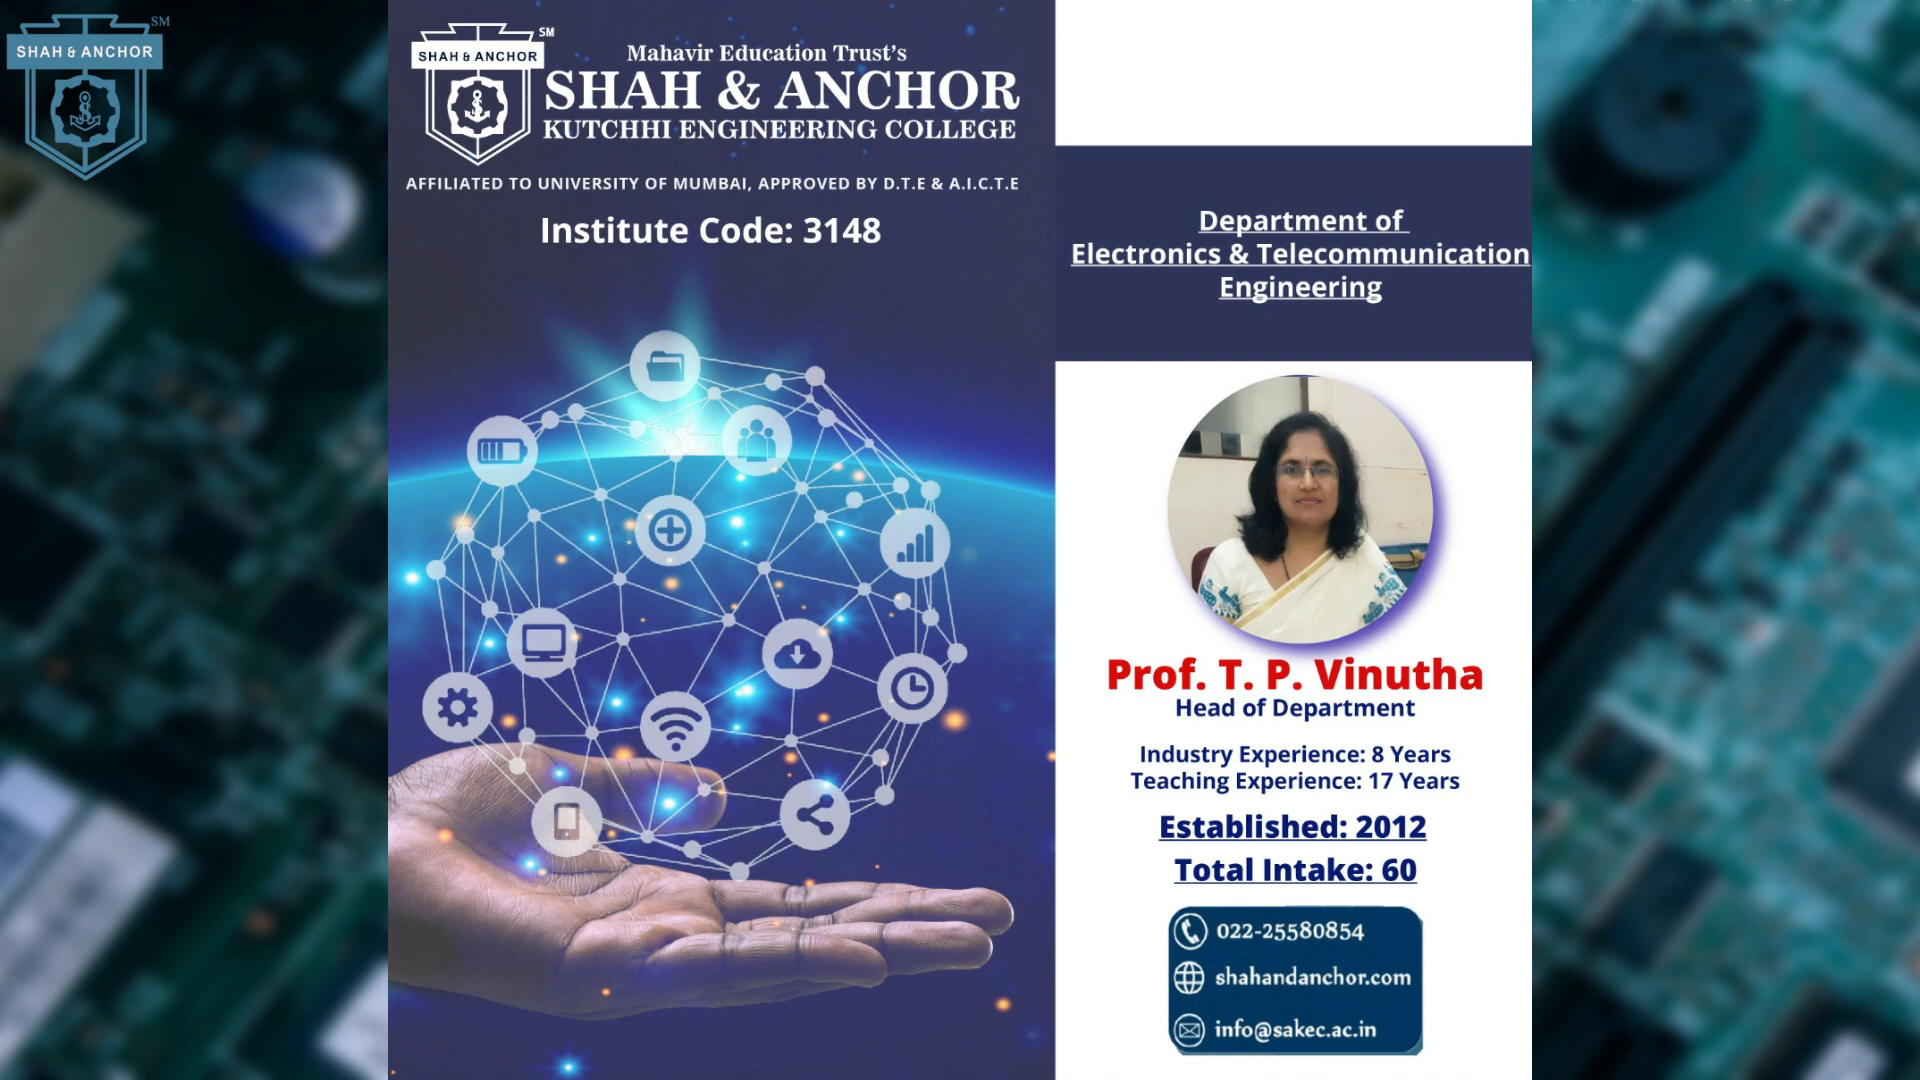 SM
SHAH & ANCHOR
SM
SHAH & ANCHOR
Mahavir Education Trust's
SHAH & ANCHOR
KUTCHHI ENGINEERING COLLEGE
AFFILIATED TO UNIVERSITY OF MUMBAI, APPROVED BY D.T.E & A.I.C.T.E
Institute Code: 3148
Department of
Electronics & Telecommunication
Engineering
Prof. T. P. Vinutha
Head of Department
Industry Experience: 8 Years
Teaching Experience: 17 Years
Established: 2012
Total Intake: 60
022-25580854
shahandanchor.com
info@sakec.ac.in